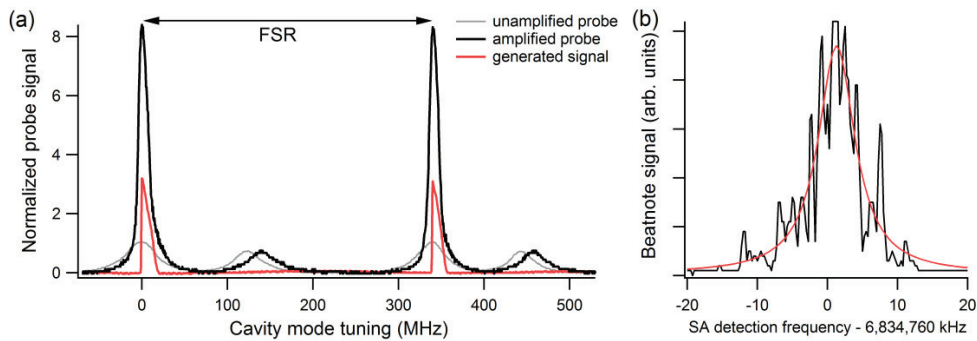 (a)
FSR
unamplified probe
amplified probe
generated signal
Normalized probe signal
8
6
4
2
0
0
100
200
300
400
500
Cavity mode tuning (MHz)
(b)
Beatnote signal (arb. units)
-20
-10
0
10
20
SA detection frequency - 6,834,760 kHz